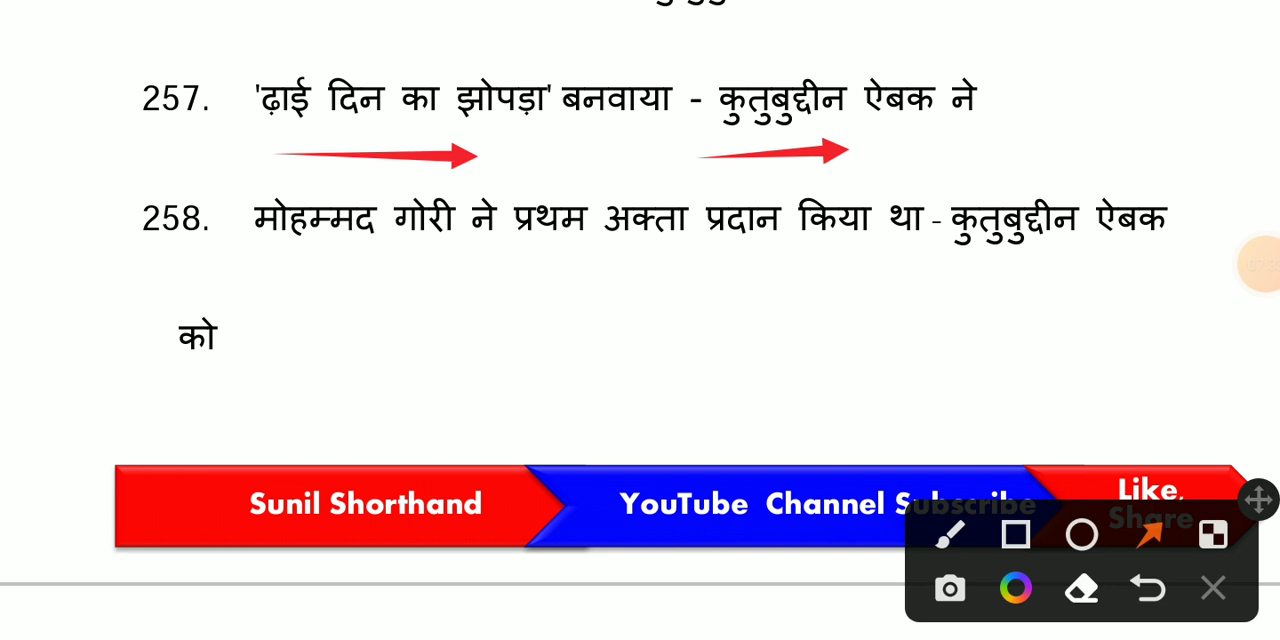 257. 'ढ़ाई दिन का झोपड़ा' बनवाया - कुतुबुद्दीन ऐबक ने
258. मोहम्मद गोरी ने प्रथम अक्ता प्रदान किया था - कुतुबुद्दीन ऐबक
को
Sunil Shorthand
YouTube Channel Subscribe
Like,
Share